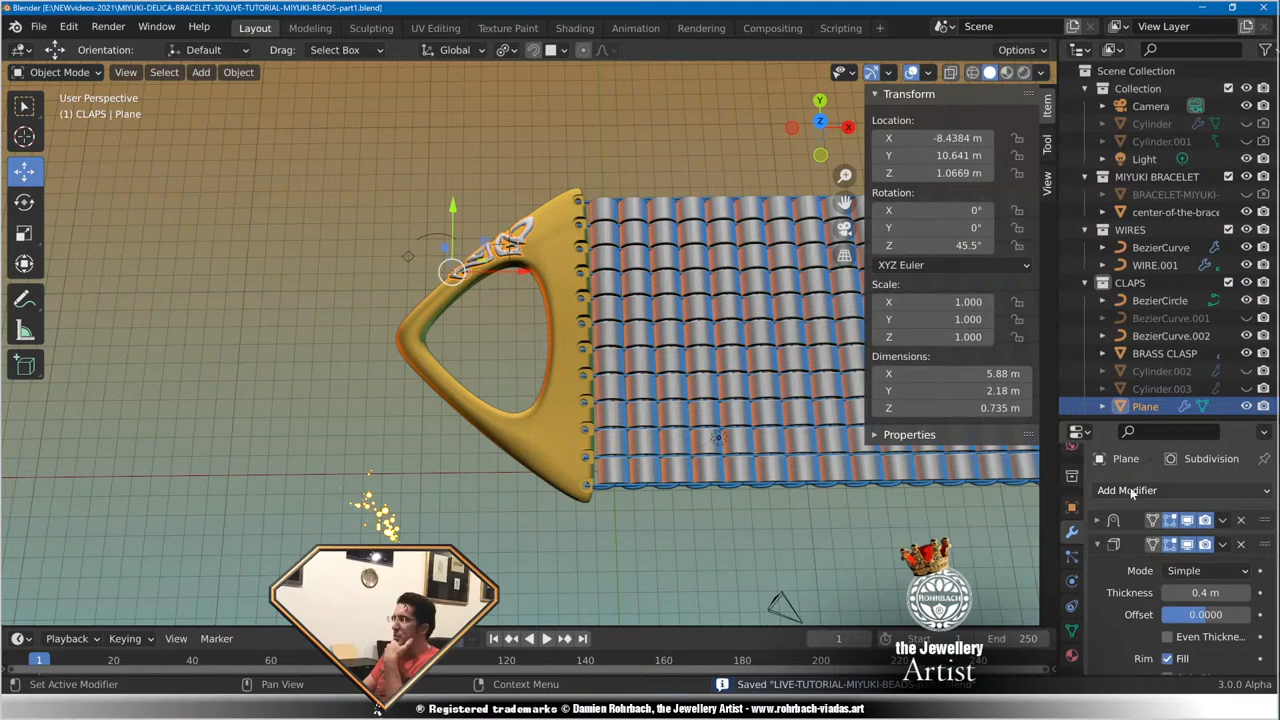 Blender [E:\NEWvideos-2021\MIYUKI-DELICA-BRACELET-3D\LIVE-TUTORIAL-MIYUKI-BEADS-part1.blend]
File Edit Render Window Help Layout Modeling Sculpting UV Editing Texture Paint Shading Animation Rendering Compositing Scripting + Scene View Layer
Orientation: Default Drag: Select Box Global Options
Object Mode View Select Add Object
User Perspective
(1) CLAPS | Plane
Y
Z
X
Transform
Location:
X -8.4384 m
Y 10.641 m
Z 1.0669 m
Rotation:
X 0°
Y 0°
Z 45.5°
XYZ Euler
Scale:
X 1.000
Y 1.000
Z 1.000
Dimensions:
X 5.88 m
Y 2.18 m
Z 0.735 m
Properties
Item
Tool
View
Scene Collection
Collection
Camera
Cylinder
Cylinder.001
Light
MIYUKI BRACELET
BRACELET-MIYUKI-
center-of-the-brace
WIRES
BezierCurve
WIRE.001
CLAPS
BezierCircle
BezierCurve.001
BezierCurve.002
BRASS CLASP
Cylinder.002
Cylinder.003
Plane
Plane Subdivision
Add Modifier
Mode Simple
Thickness 0.4 m
Offset 0.0000
Even Thickne...
Rim Fill
ROHRBACH
the Jewellery
Artist
Playback Keying View Marker 1 Start End 250
1 20 40 60 120 140 160 180 200 220
Set Active Modifier Pan View Context Menu Saved "LIVE-TUTORIAL-MIYUKI-BEADS- 3.0.0 Alpha
® Registered trademarks © Damien Rohrbach, the Jewellery Artist - www.rohrbach-viadas.art